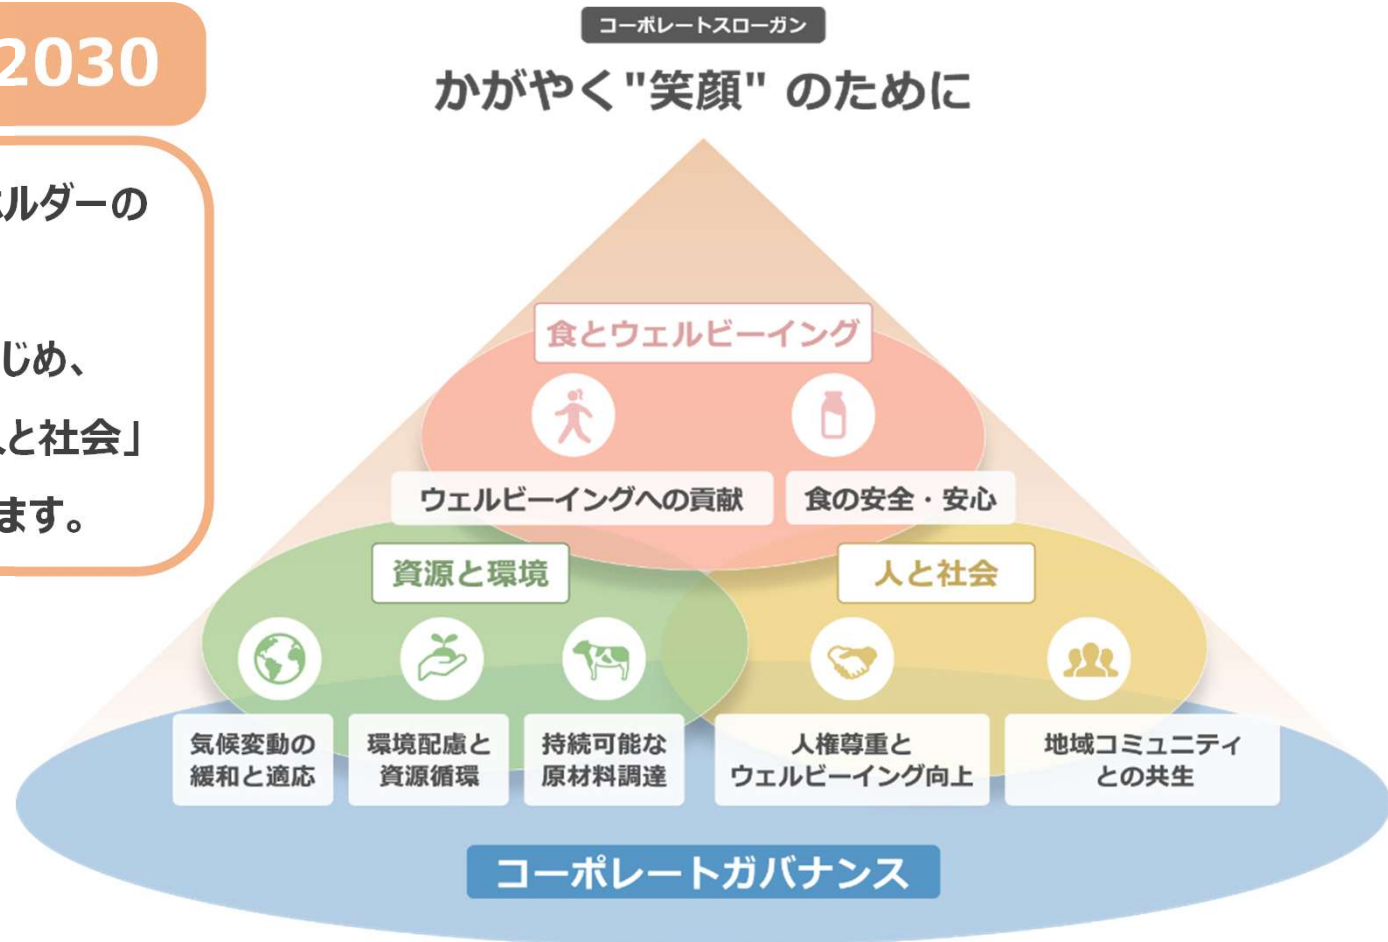 2030
ホルダーの
じめ、
人と社会」
ます。
コーポレートスローガン
かがやく"笑顔" のために
食とウェルビーイング
ウェルビーイングへの貢献
食の安全・安心
資源と環境
人と社会
気候変動の
緩和と適応
環境配慮と
資源循環
持続可能な
原材料調達
人権尊重と
ウェルビーイング向上
地域コミュニティ
との共生
コーポレートガバナンス